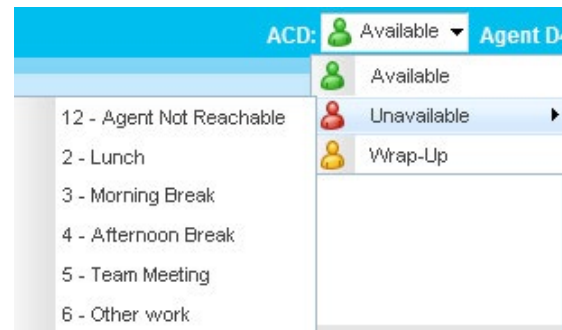 ACD: Available Agent D
Available
Unavailable
Wrap-Up
12 - Agent Not Reachable
2 - Lunch
3 - Morning Break
4 - Afternoon Break
5 - Team Meeting
6 - Other work